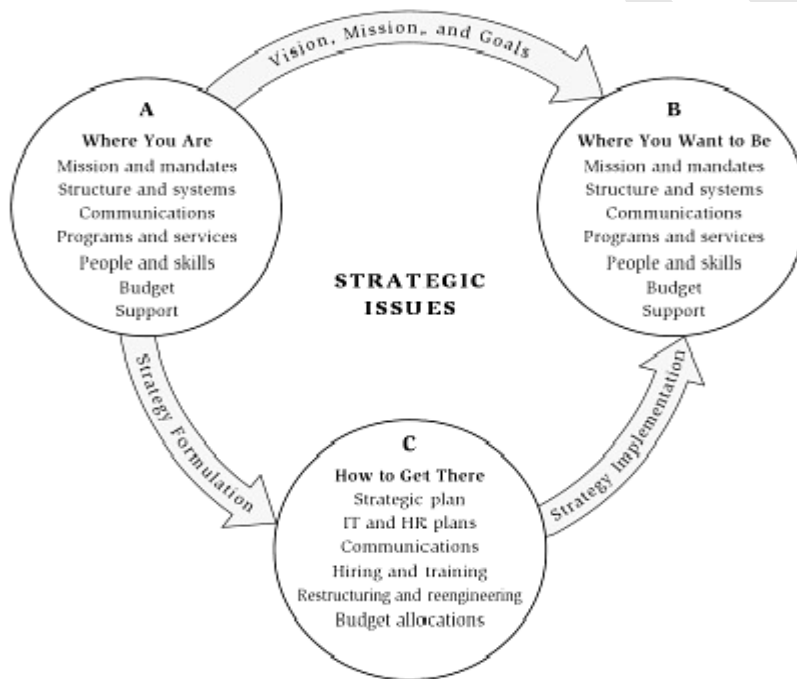 Vision, Mission, and Goals
A
Where You Are
Mission and mandates
Structure and systems
Communications
Programs and services
People and skills
Budget
Support
B
Where You Want to Be
Mission and mandates
Structure and systems
Communications
Programs and services
People and skills
Budget
Support
STRATEGIC
ISSUES
Strategy Formulation
Strategy Implementation
C
How to Get There
Strategic plan
IT and HR plans
Communications
Hiring and training
Restructuring and reengineering
Budget allocations